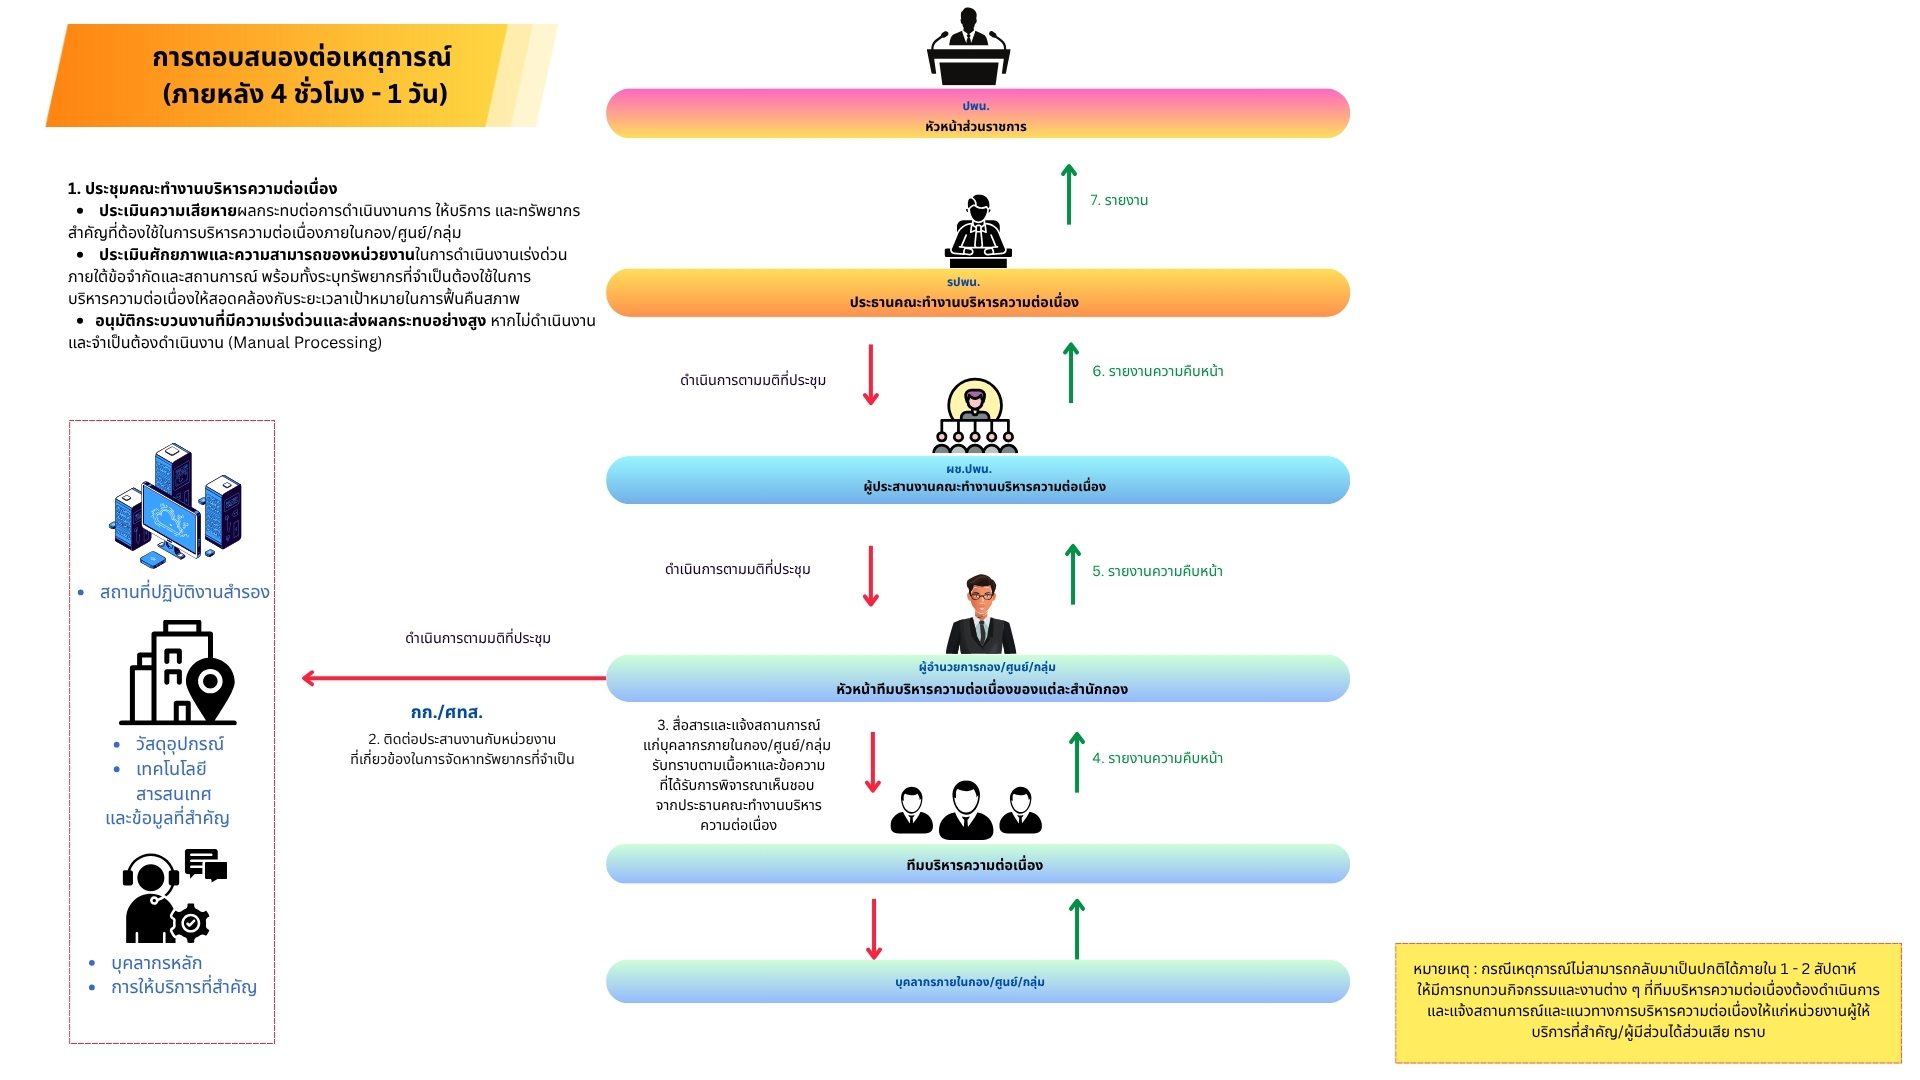 การตอบสนองต่อเหตุการณ์
(ภายหลัง 4 ชั่วโมง - 1 วัน)
1. ประชุมคณะทำงานบริหารความต่อเนื่อง
• ประเมินความเสียหายผลกระทบต่อการดำเนินงานการ ให้บริการ และทรัพยากร
สำคัญที่ต้องใช้ในการบริหารความต่อเนื่องภายในกอง/ศูนย์/กลุ่ม
• ประเมินศักยภาพและความสามารถของหน่วยงานในการดำเนินงานเร่งด่วน
ภายใต้ข้อจำกัดและสถานการณ์ พร้อมทั้งระบุทรัพยากรที่จำเป็นต้องใช้ในการ
บริหารความต่อเนื่องให้สอดคล้องกับระยะเวลาเป้าหมายในการฟื้นคืนสภาพ
• อนุมัติกระบวนงานที่มีความเร่งด่วนและส่งผลกระทบอย่างสูง หากไม่ดำเนินงาน
และจำเป็นต้องดำเนินงาน (Manual Processing)
• สถานที่ปฏิบัติงานสำรอง
• วัสดุอุปกรณ์
• เทคโนโลยี
สารสนเทศ
และข้อมูลที่สำคัญ
• บุคลากรหลัก
• การให้บริการที่สำคัญ
ปพน.
หัวหน้าส่วนราชการ
7. รายงาน
รปพน.
ประธานคณะทำงานบริหารความต่อเนื่อง
ดำเนินการตามมติที่ประชุม
6. รายงานความคืบหน้า
ผช.ปพน.
ผู้ประสานงานคณะทำงานบริหารความต่อเนื่อง
ดำเนินการตามมติที่ประชุม
5. รายงานความคืบหน้า
ดำเนินการตามมติที่ประชุม
ผู้อำนวยการกอง/ศูนย์/กลุ่ม
หัวหน้าทีมบริหารความต่อเนื่องของแต่ละสำนักกอง
กก./ศทส.
2. ติดต่อประสานงานกับหน่วยงาน
ที่เกี่ยวข้องในการจัดหาทรัพยากรที่จำเป็น
3. สื่อสารและแจ้งสถานการณ์
แก่บุคลากรภายในกอง/ศูนย์/กลุ่ม
รับทราบตามเนื้อหาและข้อความ
ที่ได้รับการพิจารณาเห็นชอบ
จากประธานคณะทำงานบริหาร
ความต่อเนื่อง
4. รายงานความคืบหน้า
ทีมบริหารความต่อเนื่อง
บุคลากรภายในกอง/ศูนย์/กลุ่ม
หมายเหตุ : กรณีเหตุการณ์ไม่สามารถกลับมาเป็นปกติได้ภายใน 1 - 2 สัปดาห์
ให้มีการทบทวนกิจกรรมและงานต่าง ๆ ที่ทีมบริหารความต่อเนื่องต้องดำเนินการ
และแจ้งสถานการณ์และแนวทางการบริหารความต่อเนื่องให้แก่หน่วยงานผู้ให้
บริการที่สำคัญ/ผู้มีส่วนได้ส่วนเสีย ทราบ